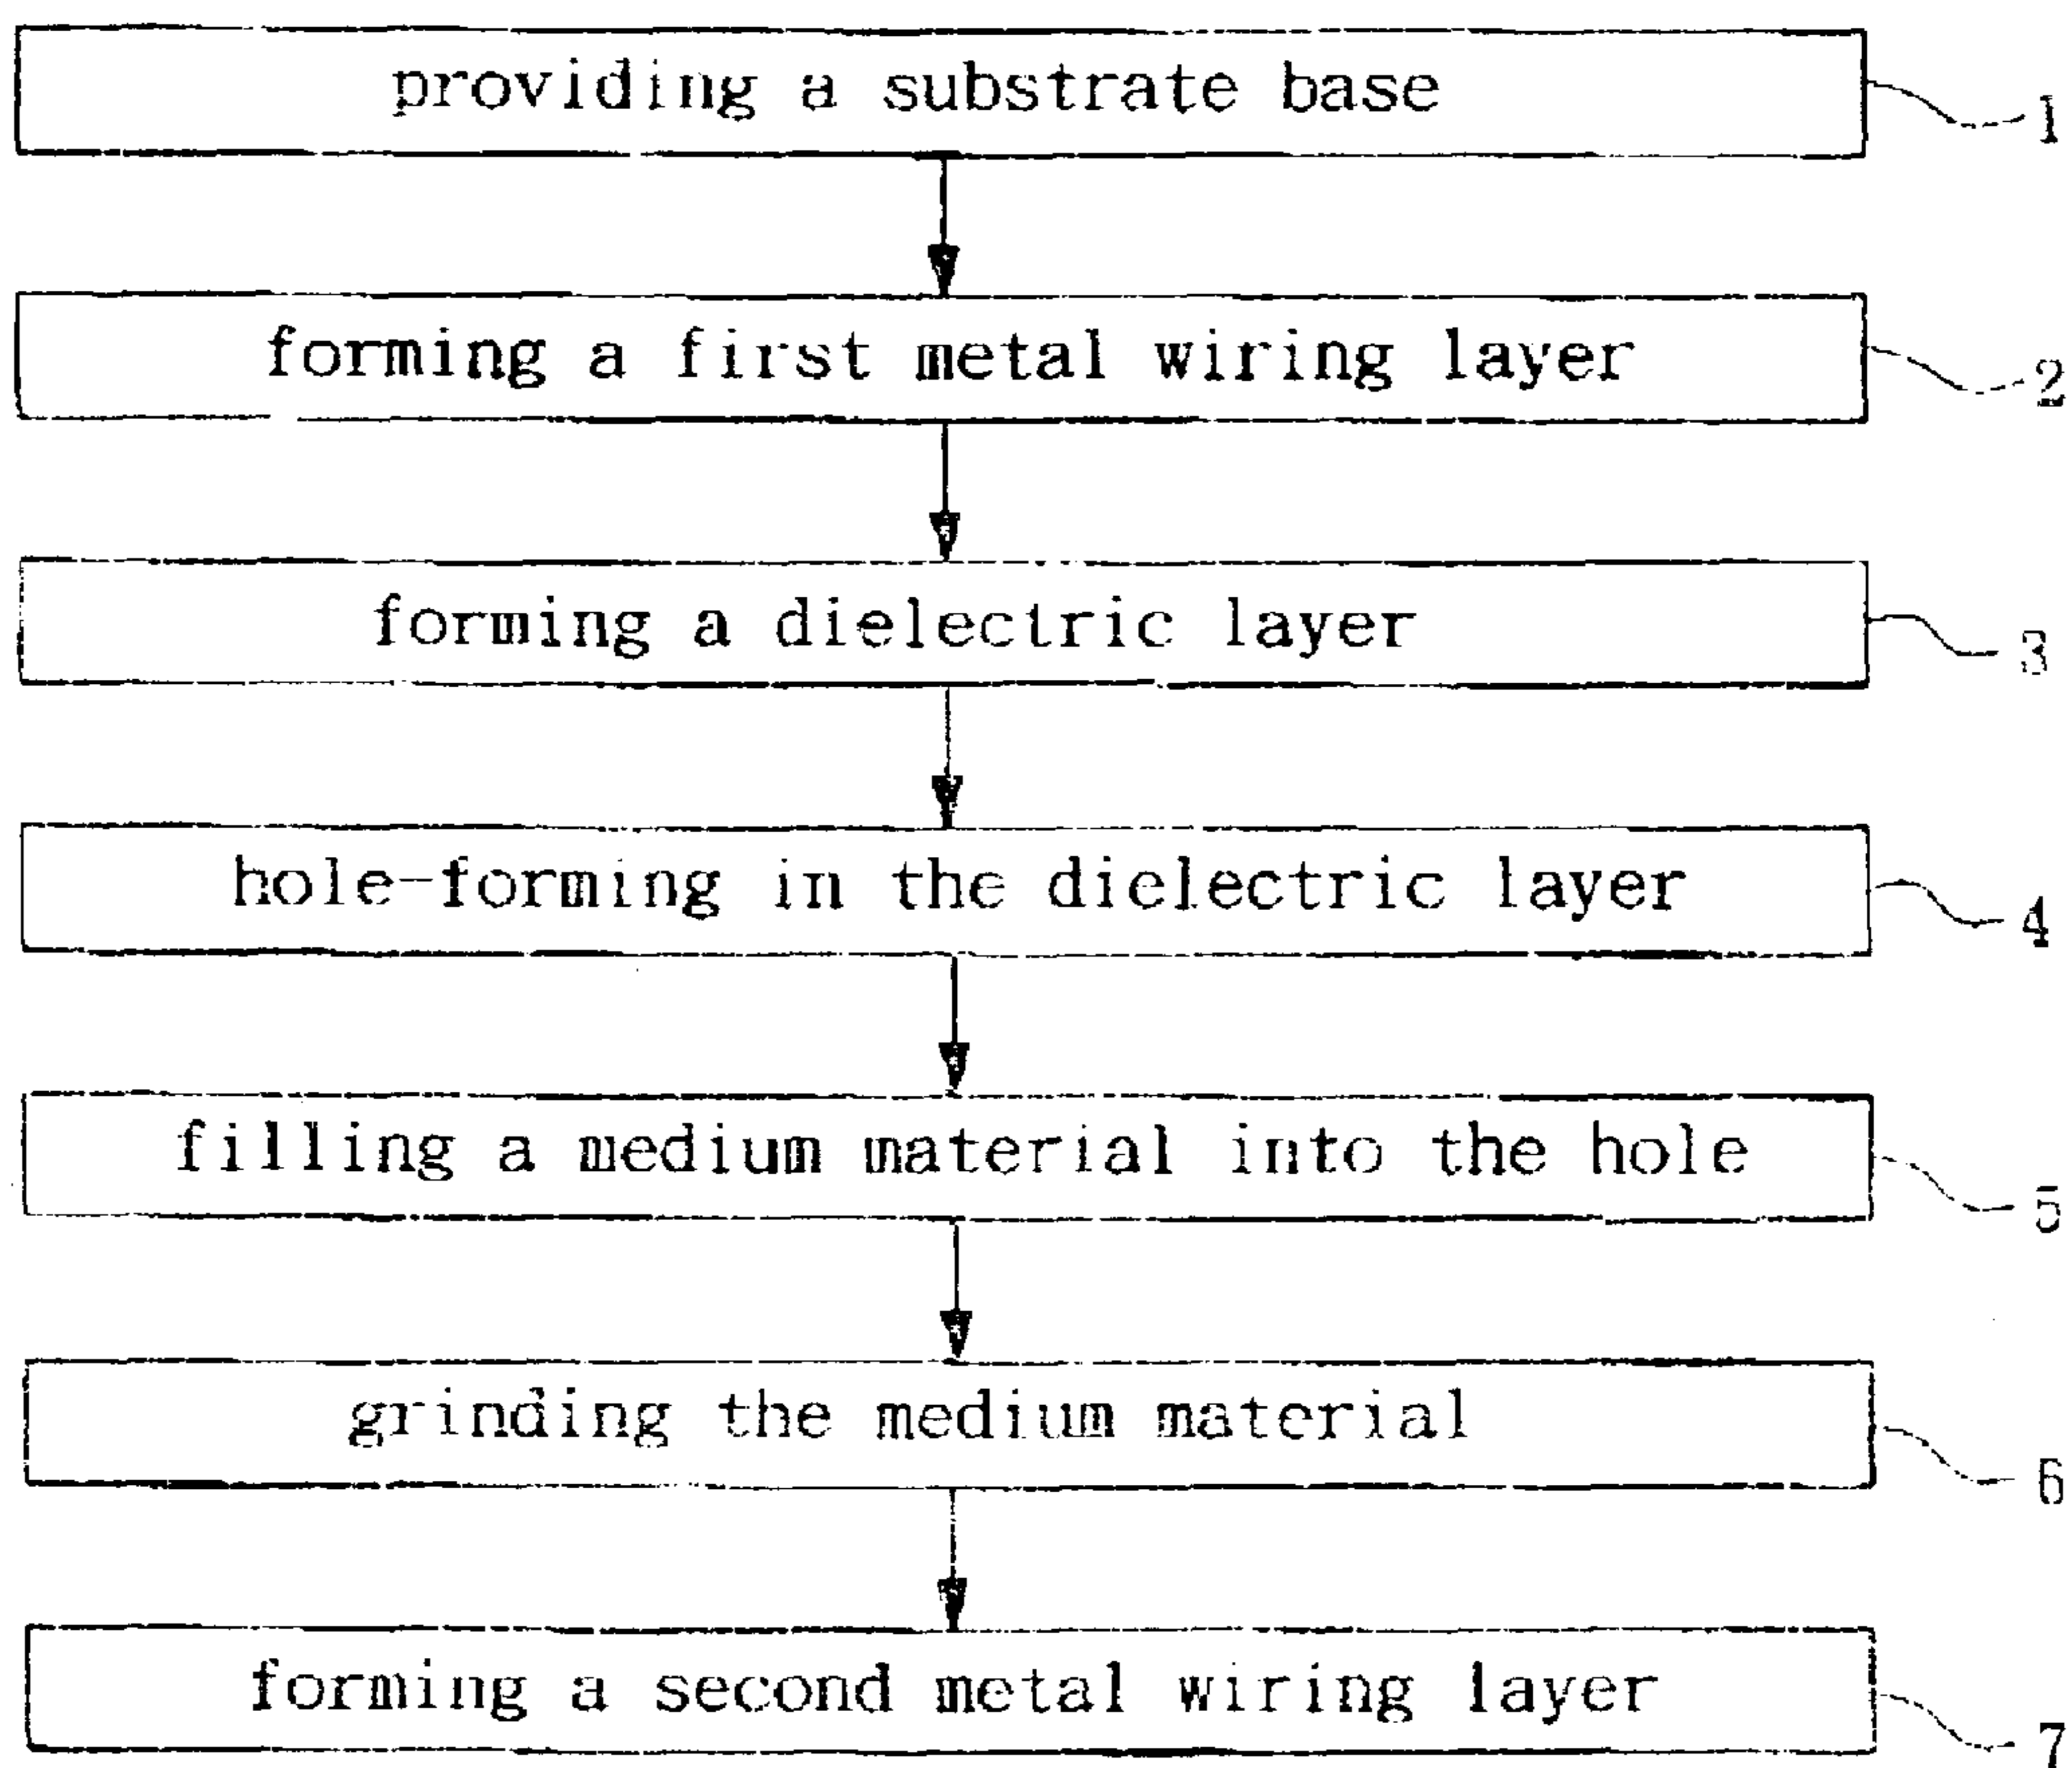 providing a substrate base
1
forming a first metal wiring layer
2
forming a dielectric layer
3
hole-forming in the dielectric layer
4
filling a medium material into the hole
5
grinding the medium material
6
forming a second metal wiring layer
7